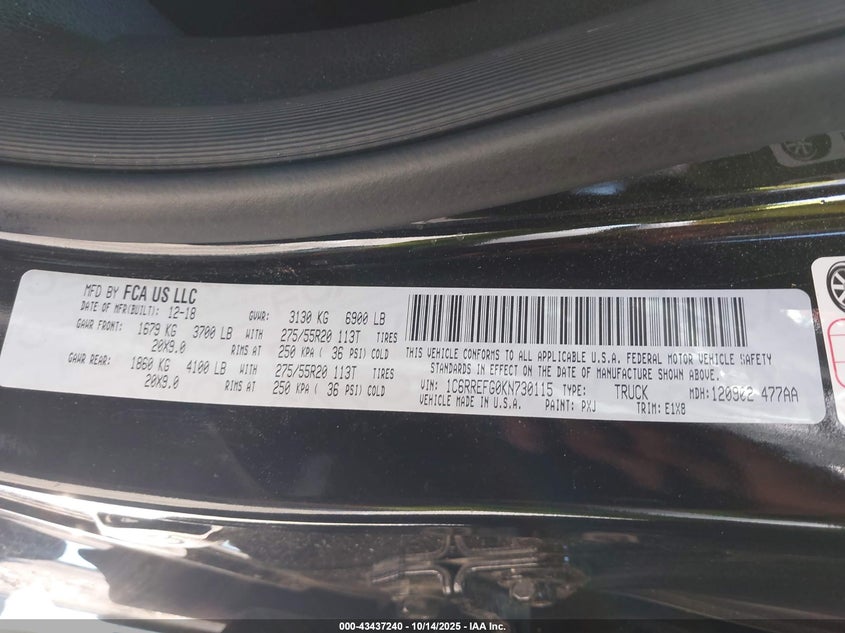 MFD BY FCA US LLC
DATE OF MFR(BUILT): 12-18 GVWR: 3130 KG 6900 LB
GAWR FRONT: 1679 KG 3700 LB WITH 275/55R20 113T TIRES
20X9.0 RIMS AT 250 KPA ( 36 PSI) COLD
GAWR REAR: 1860 KG 4100 LB WITH 275/55R20 113T TIRES
20X9.0 RIMS AT 250 KPA ( 36 PSI) COLD
THIS VEHICLE CONFORMS TO ALL APPLICABLE U.S.A. FEDERAL MOTOR VEHICLE SAFETY
STANDARDS IN EFFECT ON THE DATE OF MANUFACTURE SHOWN ABOVE.
VIN: 1C6RREFG0KN730115 TYPE: TRUCK MDH: 120902 477AA
VEHICLE MADE IN U.S.A. PAINT: PXJ TRIM: E1X8
000-43437240 - 10/14/2025 - IAA Inc.